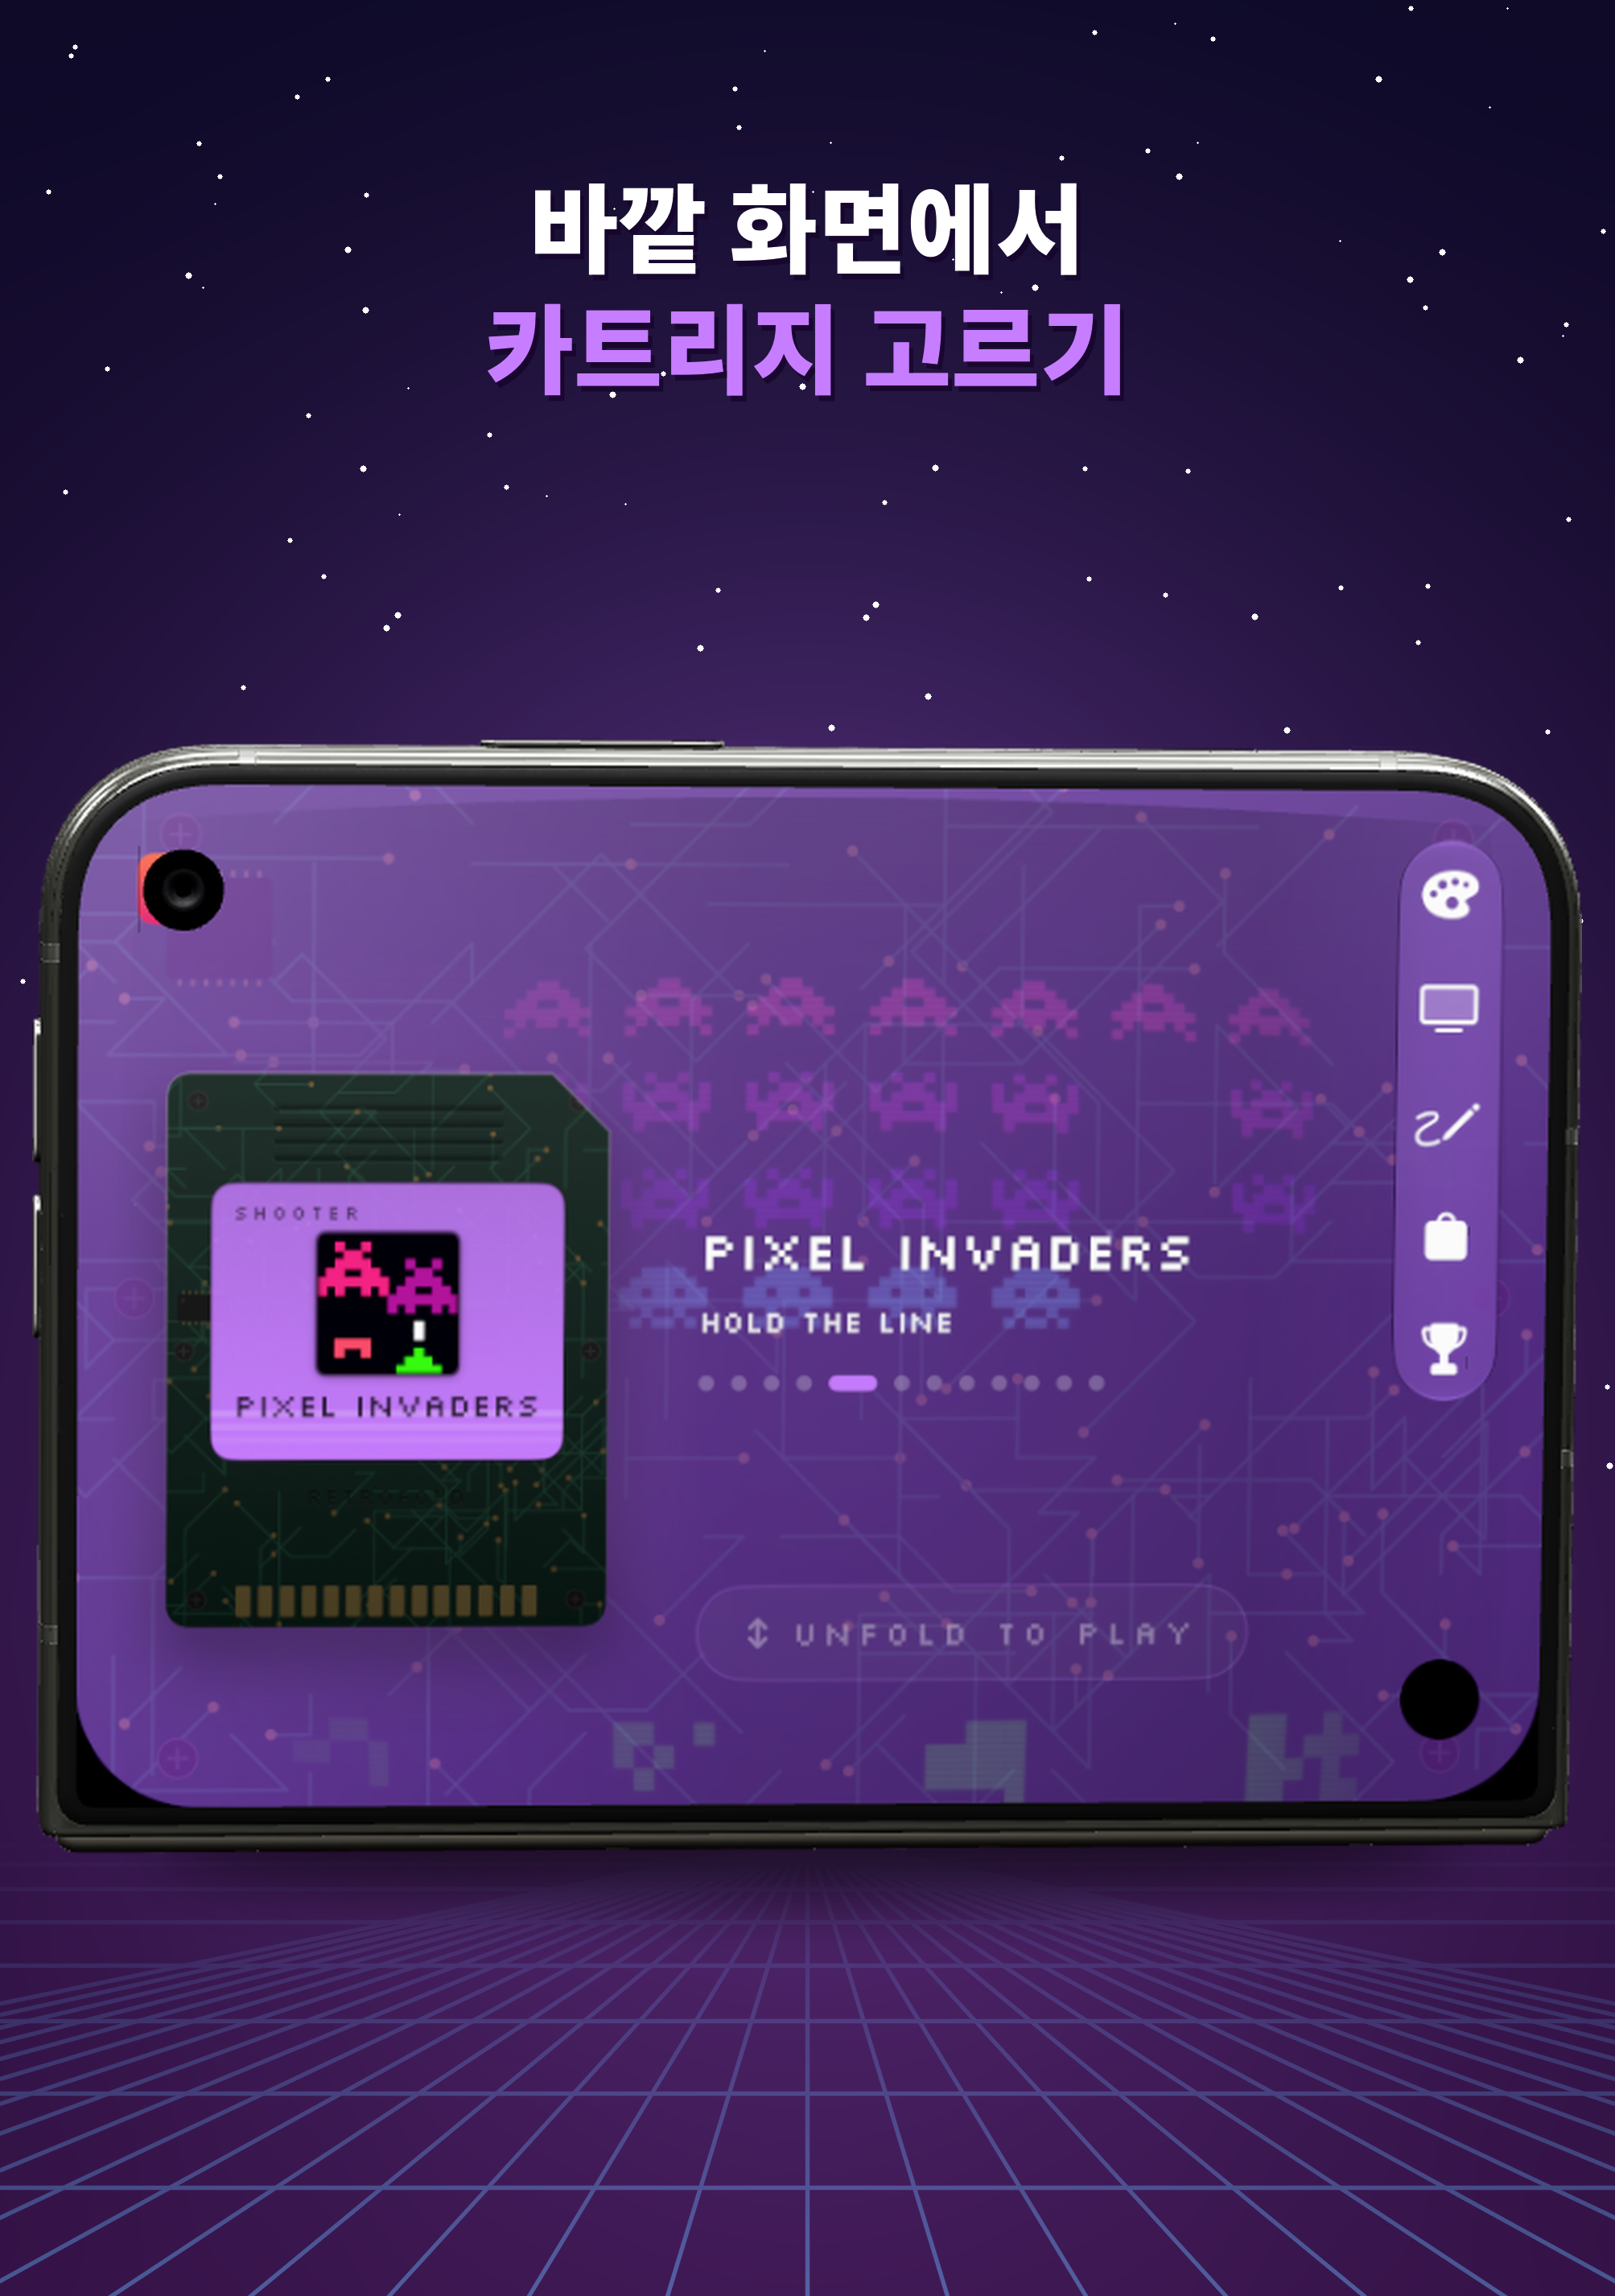 바깥 화면에서
카트리지 고르기
SHOOTER
PIXEL INVADERS
PIXEL INVADERS
HOLD THE LINE
UNFOLD TO PLAY